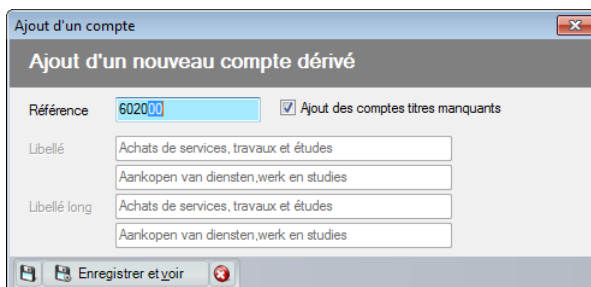 Ajout d'un compte
Ajout d'un nouveau compte dérivé
Référence 602000 Ajout des comptes titres manquants
Libellé Achats de services, travaux et études
Aankopen van diensten,werk en studies
Libellé long Achats de services, travaux et études
Aankopen van diensten,werk en studies
Enregistrer et voir